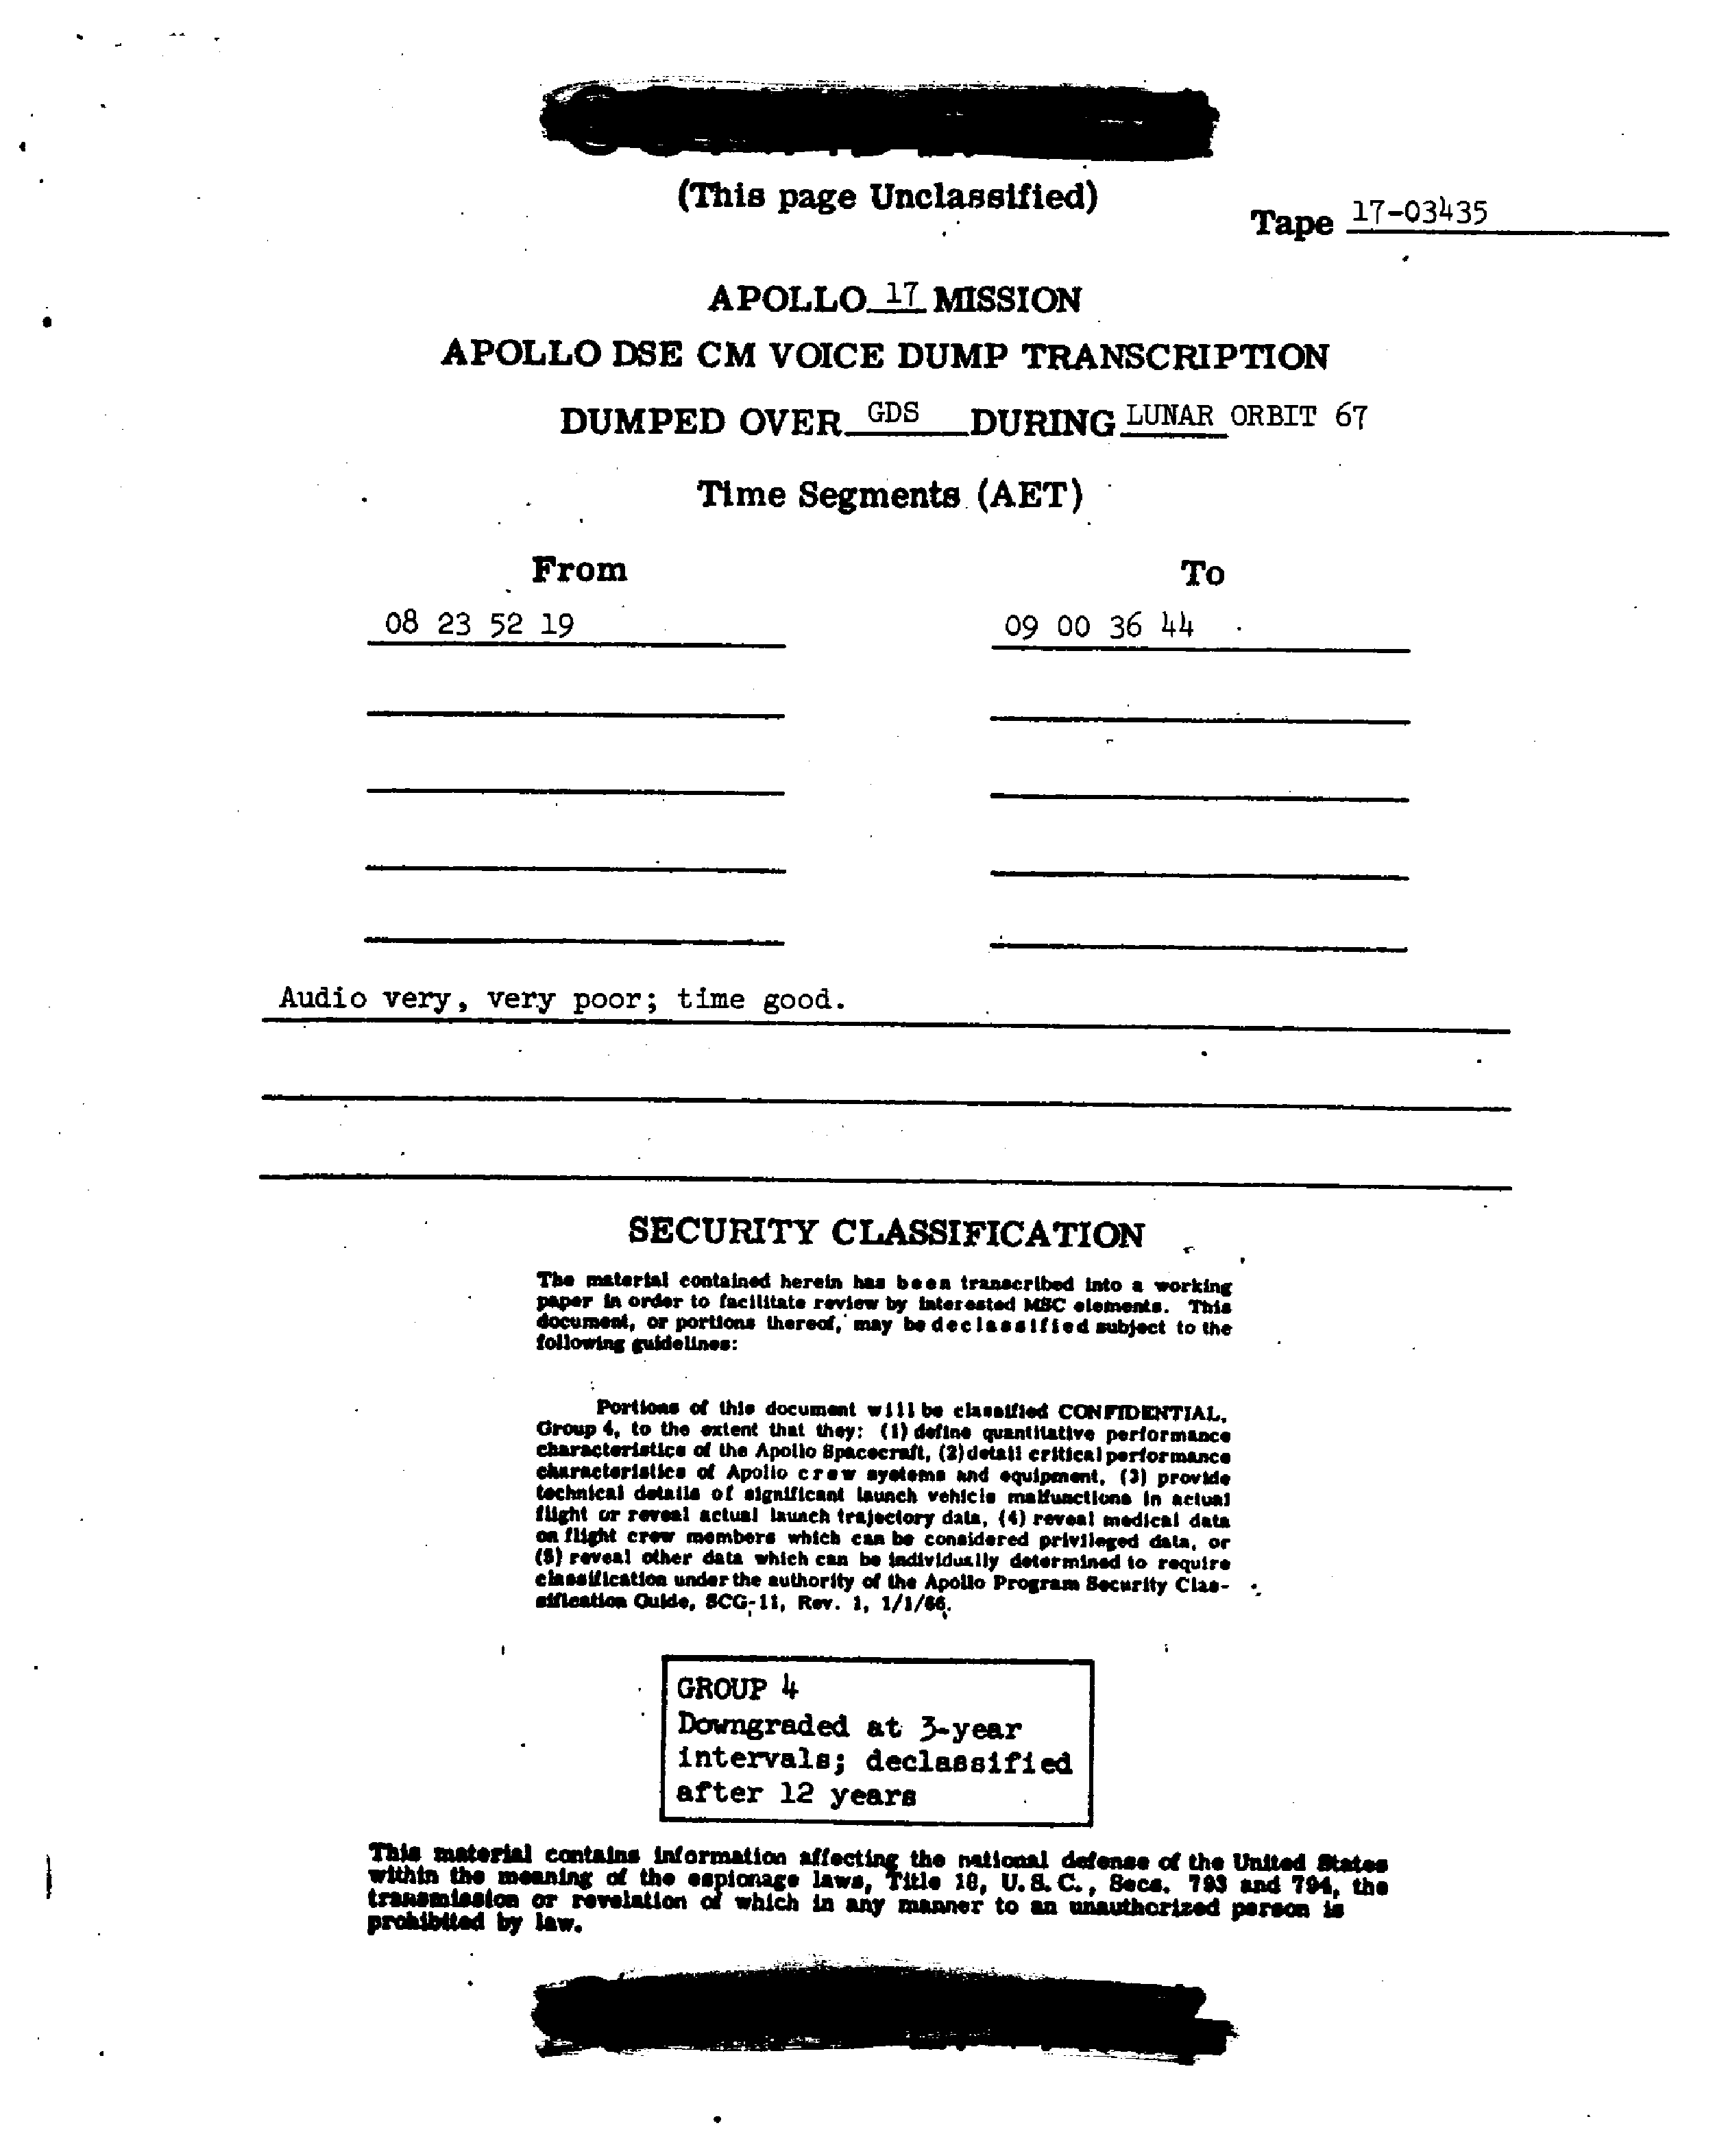 (This page Unclassified)
Tape 17-03435
APOLLO 17 MISSION
APOLLO DSE CM VOICE DUMP TRANSCRIPTION
DUMPED OVER GDS DURING LUNAR ORBIT 67
Time Segments (AET)
From To
08 23 52 19 09 00 36 44
Audio very, very poor; time good.
SECURITY CLASSIFICATION
The material contained herein has been transcribed into a working
paper in order to facilitate review by interested MSC elements. This
document, or portions thereof, may be declassified subject to the
following guidelines:
Portions of this document will be classified CONFIDENTIAL,
Group 4, to the extent that they: (1) define quantitative performance
characteristics of the Apollo Spacecraft, (2) detail critical performance
characteristics of Apollo crew systems and equipment, (3) provide
technical details of significant launch vehicle malfunctions in actual
flight or reveal actual launch trajectory data, (4) reveal medical data
on flight crew members which can be considered privileged data, or
(5) reveal other data which can be individually determined to require
classification under the authority of the Apollo Program Security Clas-
sification Guide, SCG-11, Rev. 1, 1/1/66.
GROUP 4
Downgraded at 3-year
intervals; declassified
after 12 years
This material contains information affecting the national defense of the United States
within the meaning of the espionage laws, Title 18, U. S. C., Secs. 793 and 794, the
transmission or revelation of which in any manner to an unauthorized person is
prohibited by law.